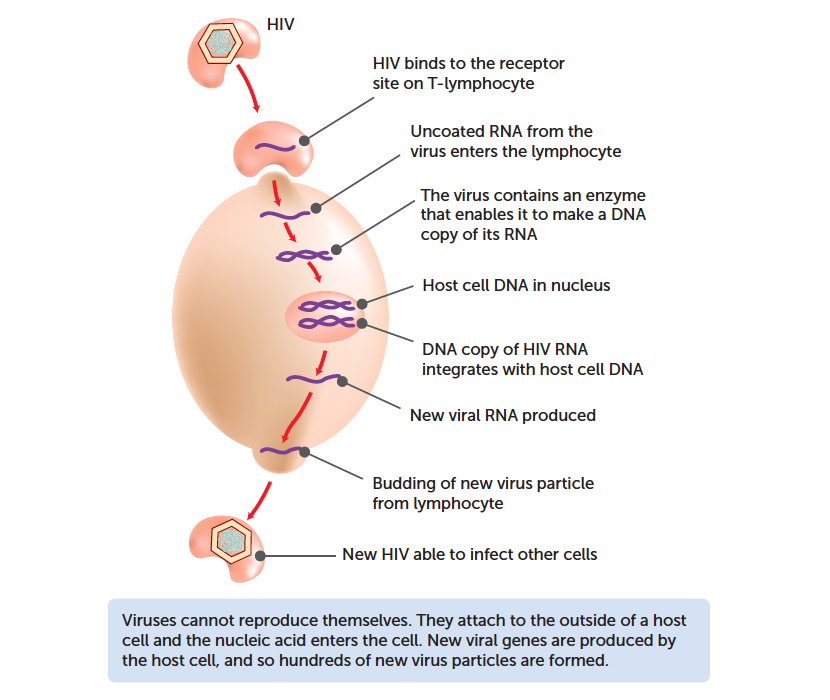 HIV
HIV binds to the receptor
site on T-lymphocyte
Uncoated RNA from the
virus enters the lymphocyte
The virus contains an enzyme
that enables it to make a DNA
copy of its RNA
Host cell DNA in nucleus
DNA copy of HIV RNA
integrates with host cell DNA
New viral RNA produced
Budding of new virus particle
from lymphocyte
New HIV able to infect other cells
Viruses cannot reproduce themselves. They attach to the outside of a host
cell and the nucleic acid enters the cell. New viral genes are produced by
the host cell, and so hundreds of new virus particles are formed.